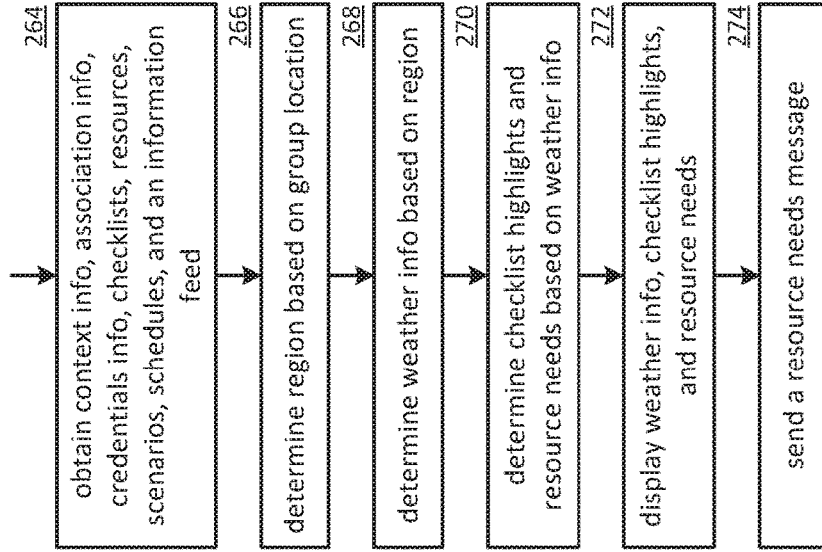 264
obtain context info, association info,
credentials info, checklists, resources,
scenarios, schedules, and an information
feed
266
determine region based on group location
268
determine weather info based on region
270
determine checklist highlights and
resource needs based on weather info
272
display weather info, checklist highlights,
and resource needs
274
send a resource needs message